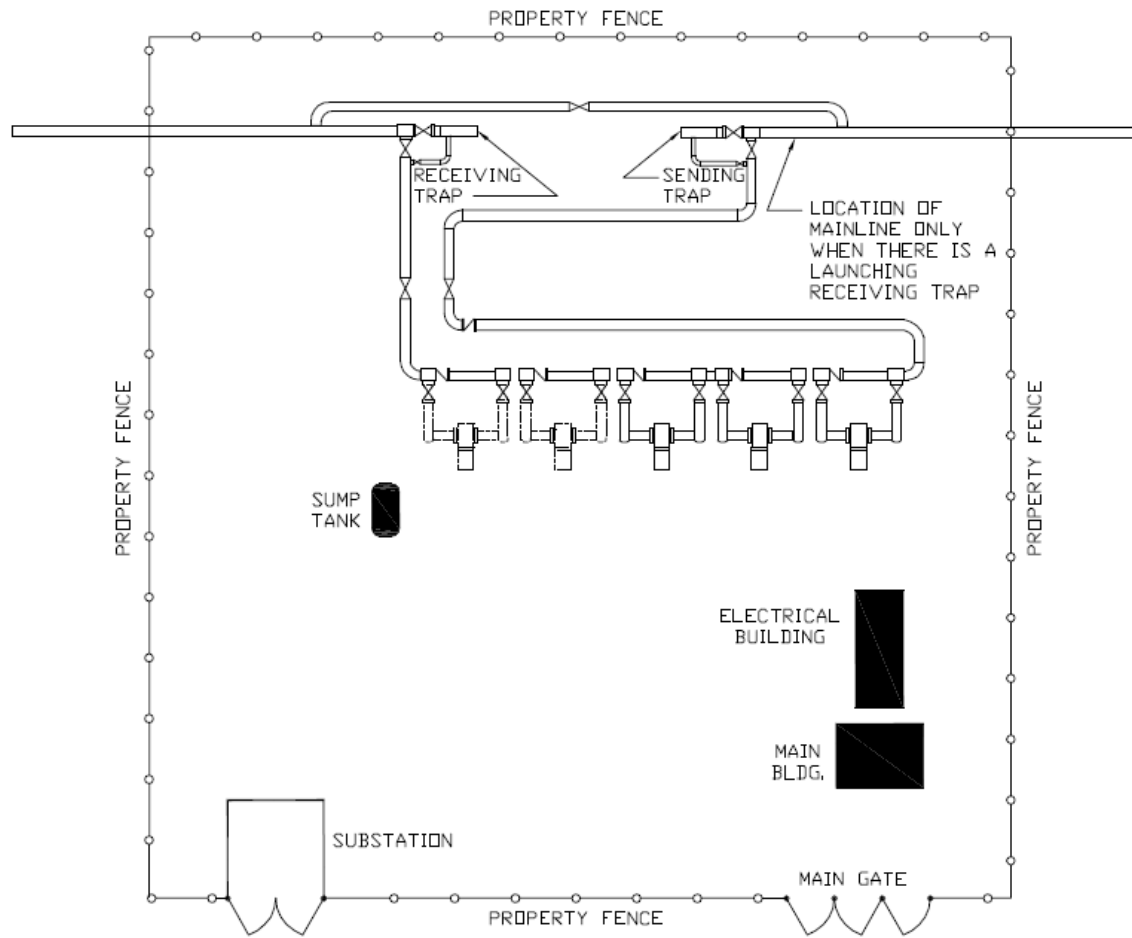 PROPERTY FENCE
RECEIVING
TRAP
SENDING
TRAP
LOCATION OF
MAINLINE ONLY
WHEN THERE IS A
LAUNCHING
RECEIVING TRAP
PROPERTY FENCE
PROPERTY FENCE
SUMP
TANK
ELECTRICAL
BUILDING
MAIN
BLDG.
SUBSTATION
MAIN GATE
PROPERTY FENCE